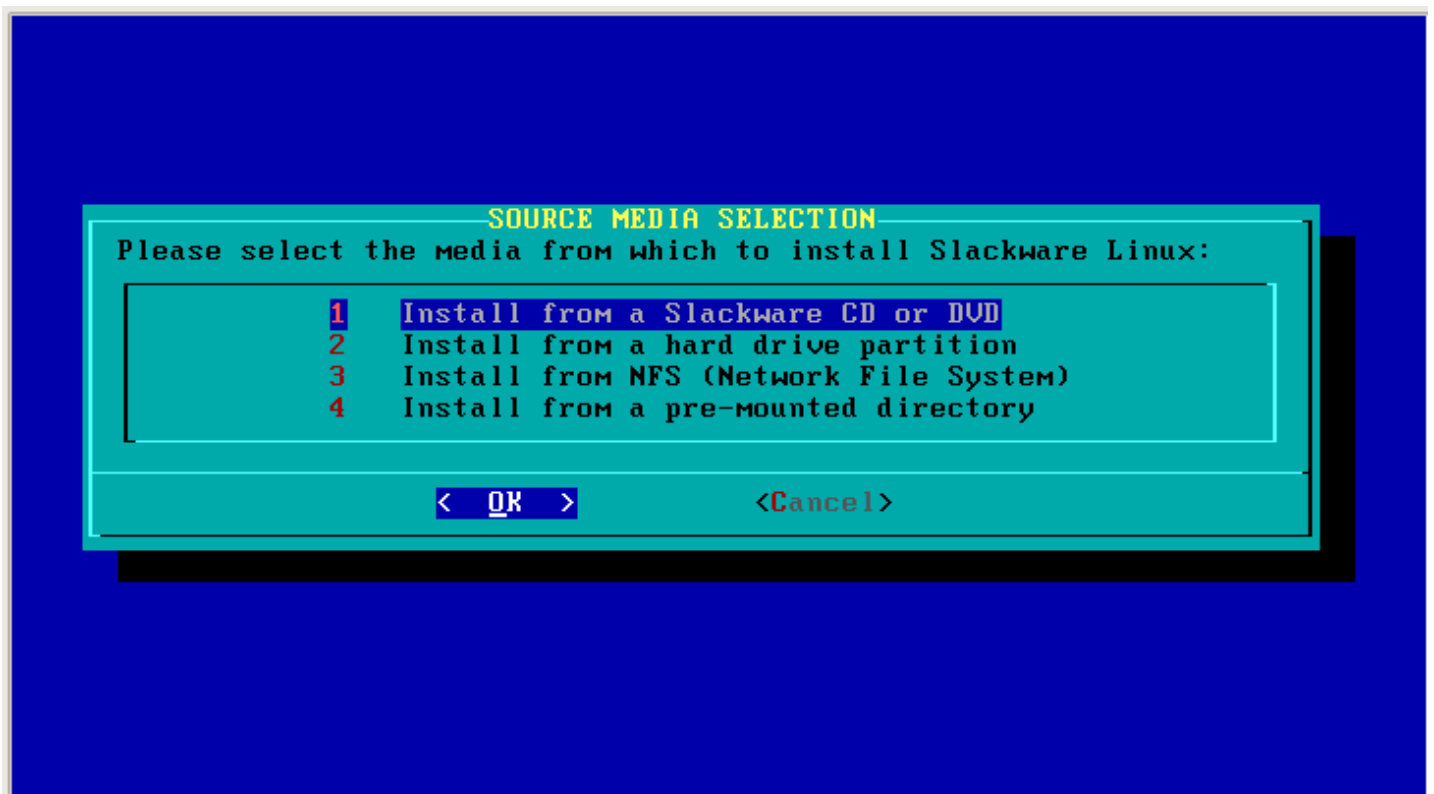 SOURCE MEDIA SELECTION
Please select the media from which to install Slackware Linux:
1 Install from a Slackware CD or DVD
2 Install from a hard drive partition
3 Install from NFS (Network File System)
4 Install from a pre-mounted directory
< OK > <Cancel>